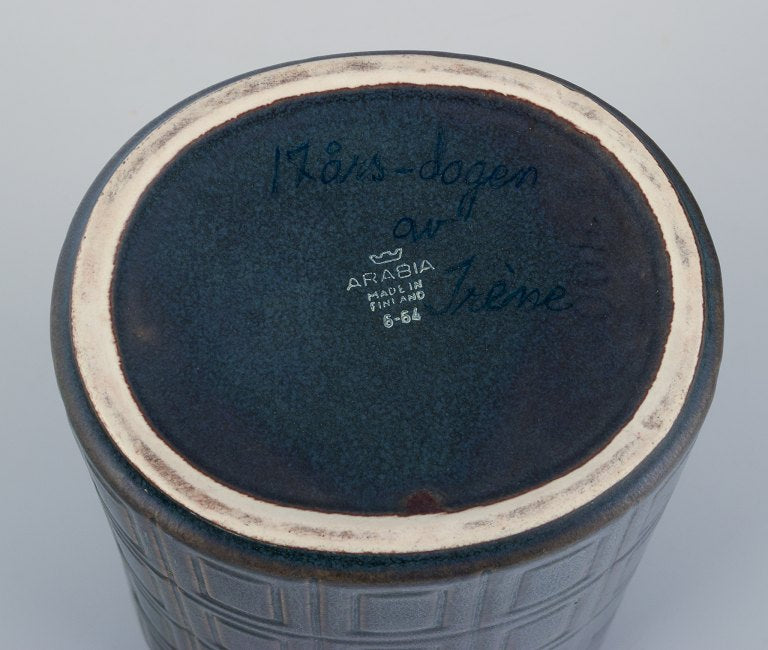 17års-dagen
av
ARABIA
MADE IN
FINLAND
6-64
Irène